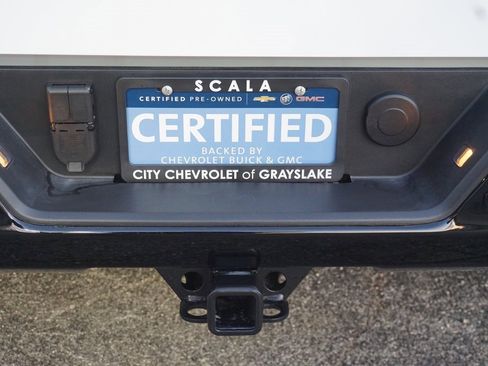 SCALA
CERTIFIED PRE-OWNED GMC
CERTIFIED
BACKED BY
CHEVROLET BUICK & GMC
CITY CHEVROLET of GRAYSLAKE